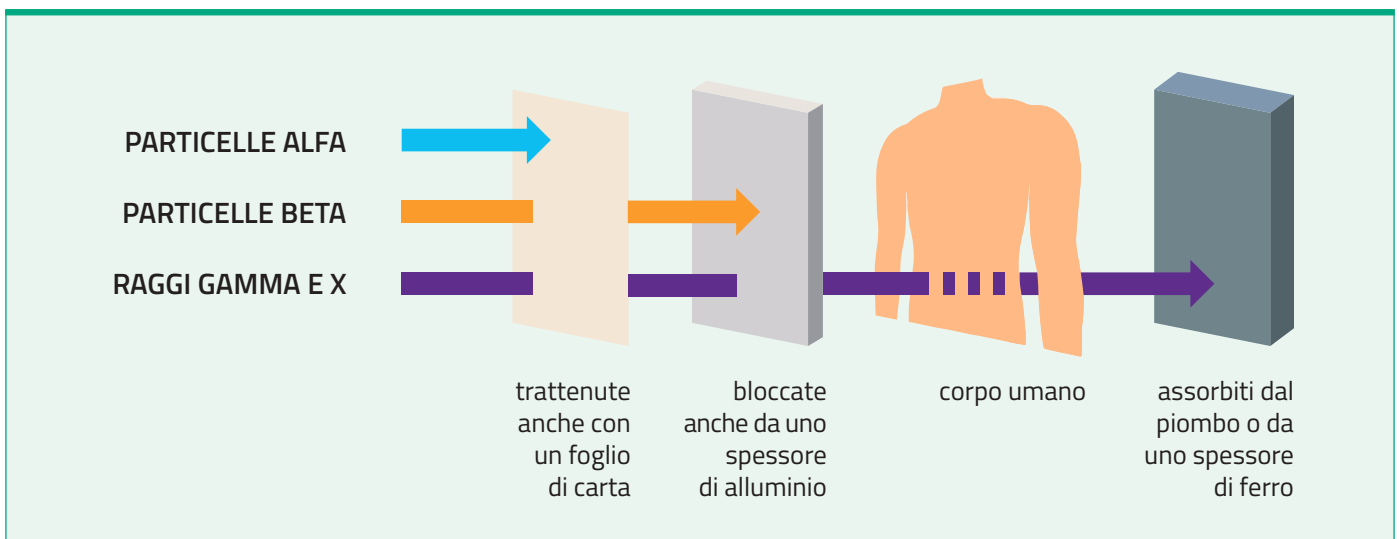 PARTICELLE ALFA
PARTICELLE BETA
RAGGI GAMMA E X
trattenute
anche con
un foglio
di carta
bloccate
anche da uno
spessore
di alluminio
corpo umano
assorbiti dal
piombo o da
uno spessore
di ferro